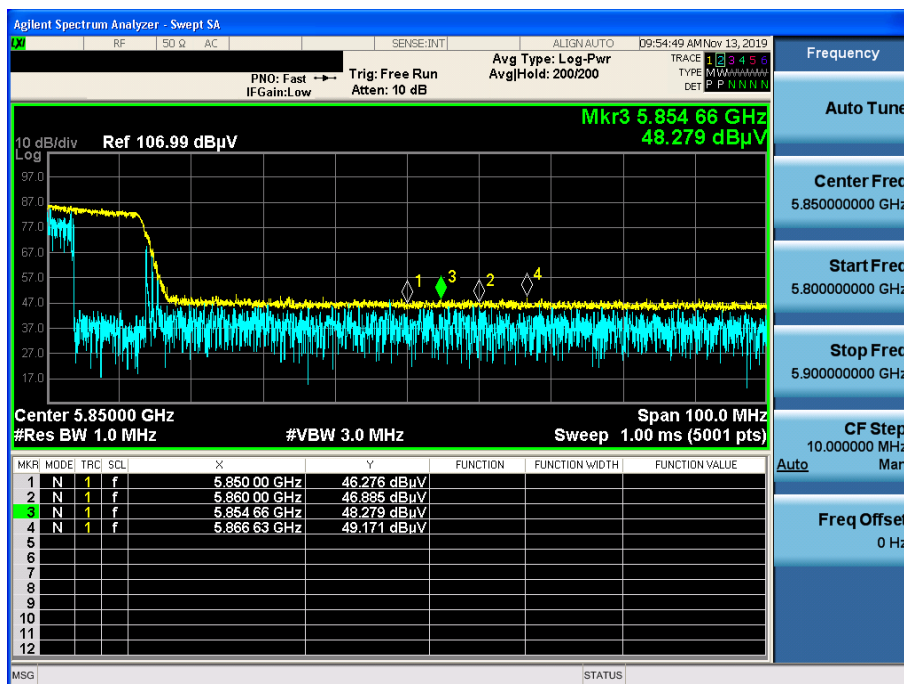 Agilent Spectrum Analyzer - Swept SA
LXI RF 50 Ω AC SENSE:INT ALIGN AUTO 09:54:49 AM Nov 13, 2019
Frequency
Avg Type: Log-Pwr TRACE 1 2 3 4 5 6
PNO: Fast Trig: Free Run Avg|Hold: 200/200 TYPE MWWWWW
IFGain:Low Atten: 10 dB DET P P N N N N
Auto Tune
Mkr3 5.854 66 GHz
10 dB/div Ref 106.99 dBµV 48.279 dBµV
Log
97.0
87.0
77.0
67.0
57.0
47.0
37.0
27.0
17.0
1 3 2 4
Center 5.85000 GHz Span 100.0 MHz
#Res BW 1.0 MHz #VBW 3.0 MHz Sweep 1.00 ms (5001 pts)
Center Freq
5.850000000 GHz
Start Freq
5.800000000 GHz
Stop Freq
5.900000000 GHz
CF Step
10.000000 MHz
Auto Man
Freq Offset
0 Hz
MKR MODE TRC SCL X Y FUNCTION FUNCTION WIDTH FUNCTION VALUE
1 N 1 f 5.850 00 GHz 46.276 dBµV
2 N 1 f 5.860 00 GHz 46.885 dBµV
3 N 1 f 5.854 66 GHz 48.279 dBµV
4 N 1 f 5.866 63 GHz 49.171 dBµV
5
6
7
8
9
10
11
12
MSG STATUS